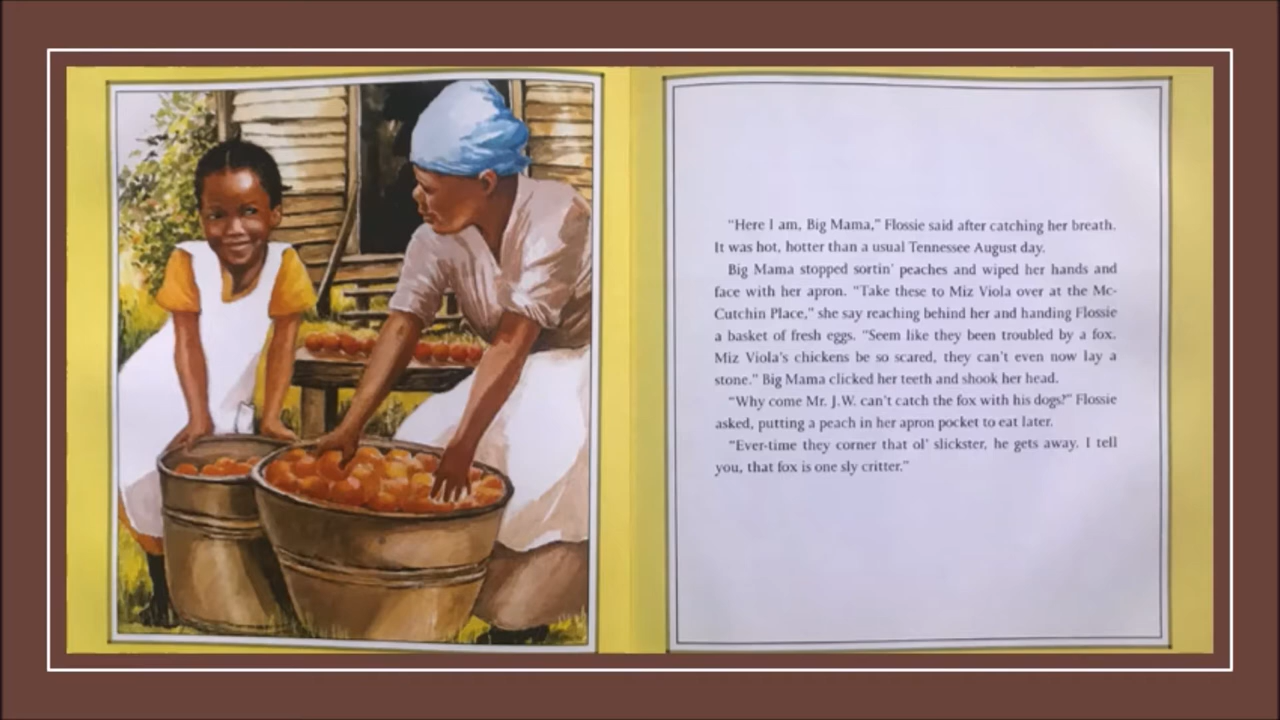 “Here I am, Big Mama,” Flossie said after catching her breath.
It was hot, hotter than a usual Tennessee August day.
Big Mama stopped sortin’ peaches and wiped her hands and
face with her apron. “Take these to Miz Viola over at the Mc-
Cutchin Place,” she say reaching behind her and handing Flossie
a basket of fresh eggs. “Seem like they been troubled by a fox.
Miz Viola’s chickens be so scared, they can’t even now lay a
stone.” Big Mama clicked her teeth and shook her head.
“Why come Mr. J.W. can’t catch the fox with his dogs?” Flossie
asked, putting a peach in her apron pocket to eat later.
“Ever-time they corner that ol’ slickster, he gets away. I tell
you, that fox is one sly critter.”